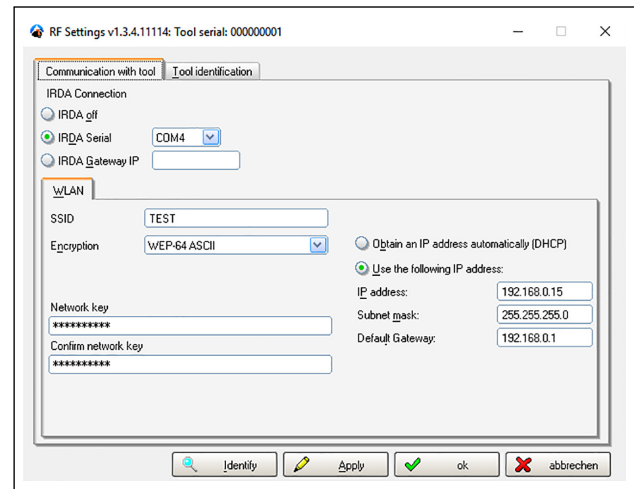 RF Settings v1.3.4.11114: Tool serial: 000000001
Communication with tool Tool identification
IRDA Connection
IRDA off
IRDA Serial COM4
IRDA Gateway IP
WLAN
SSID TEST
Encryption WEP-64 ASCII
Obtain an IP address automatically (DHCP)
Use the following IP address:
IP address: 192.168.0.15
Subnet mask: 255.255.255.0
Default Gateway: 192.168.0.1
Network key
**********
Confirm network key
**********
Identify Apply ok abbrechen